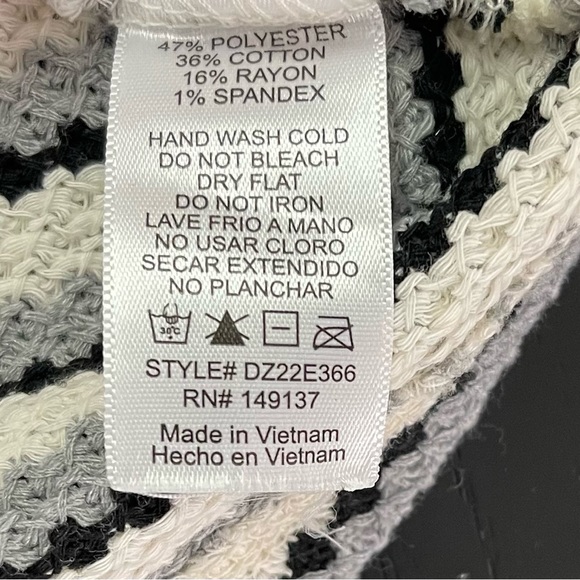 47% POLYESTER
36% COTTON
16% RAYON
1% SPANDEX
HAND WASH COLD
DO NOT BLEACH
DRY FLAT
DO NOT IRON
LAVE FRIO A MANO
NO USAR CLORO
SECAR EXTENDIDO
NO PLANCHAR
30°C
STYLE# DZ22E366
RN# 149137
Made in Vietnam
Hecho en Vietnam